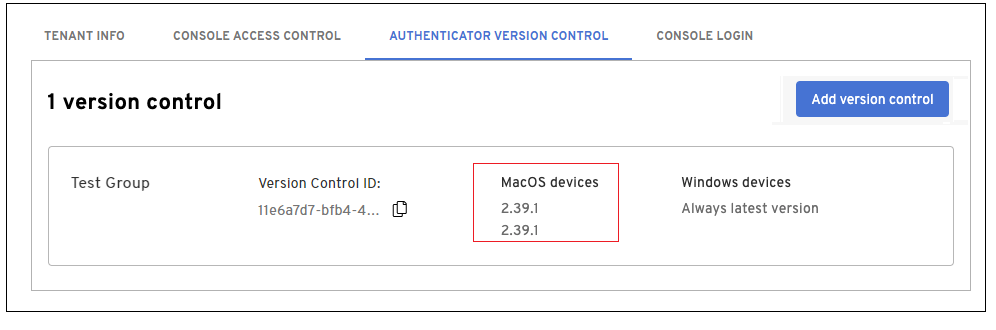 TENANT INFO CONSOLE ACCESS CONTROL AUTHENTICATOR VERSION CONTROL CONSOLE LOGIN
1 version control Add version control
Test Group Version Control ID: MacOS devices Windows devices
11e6a7d7-bfb4-4... 2.39.1 Always latest version
2.39.1